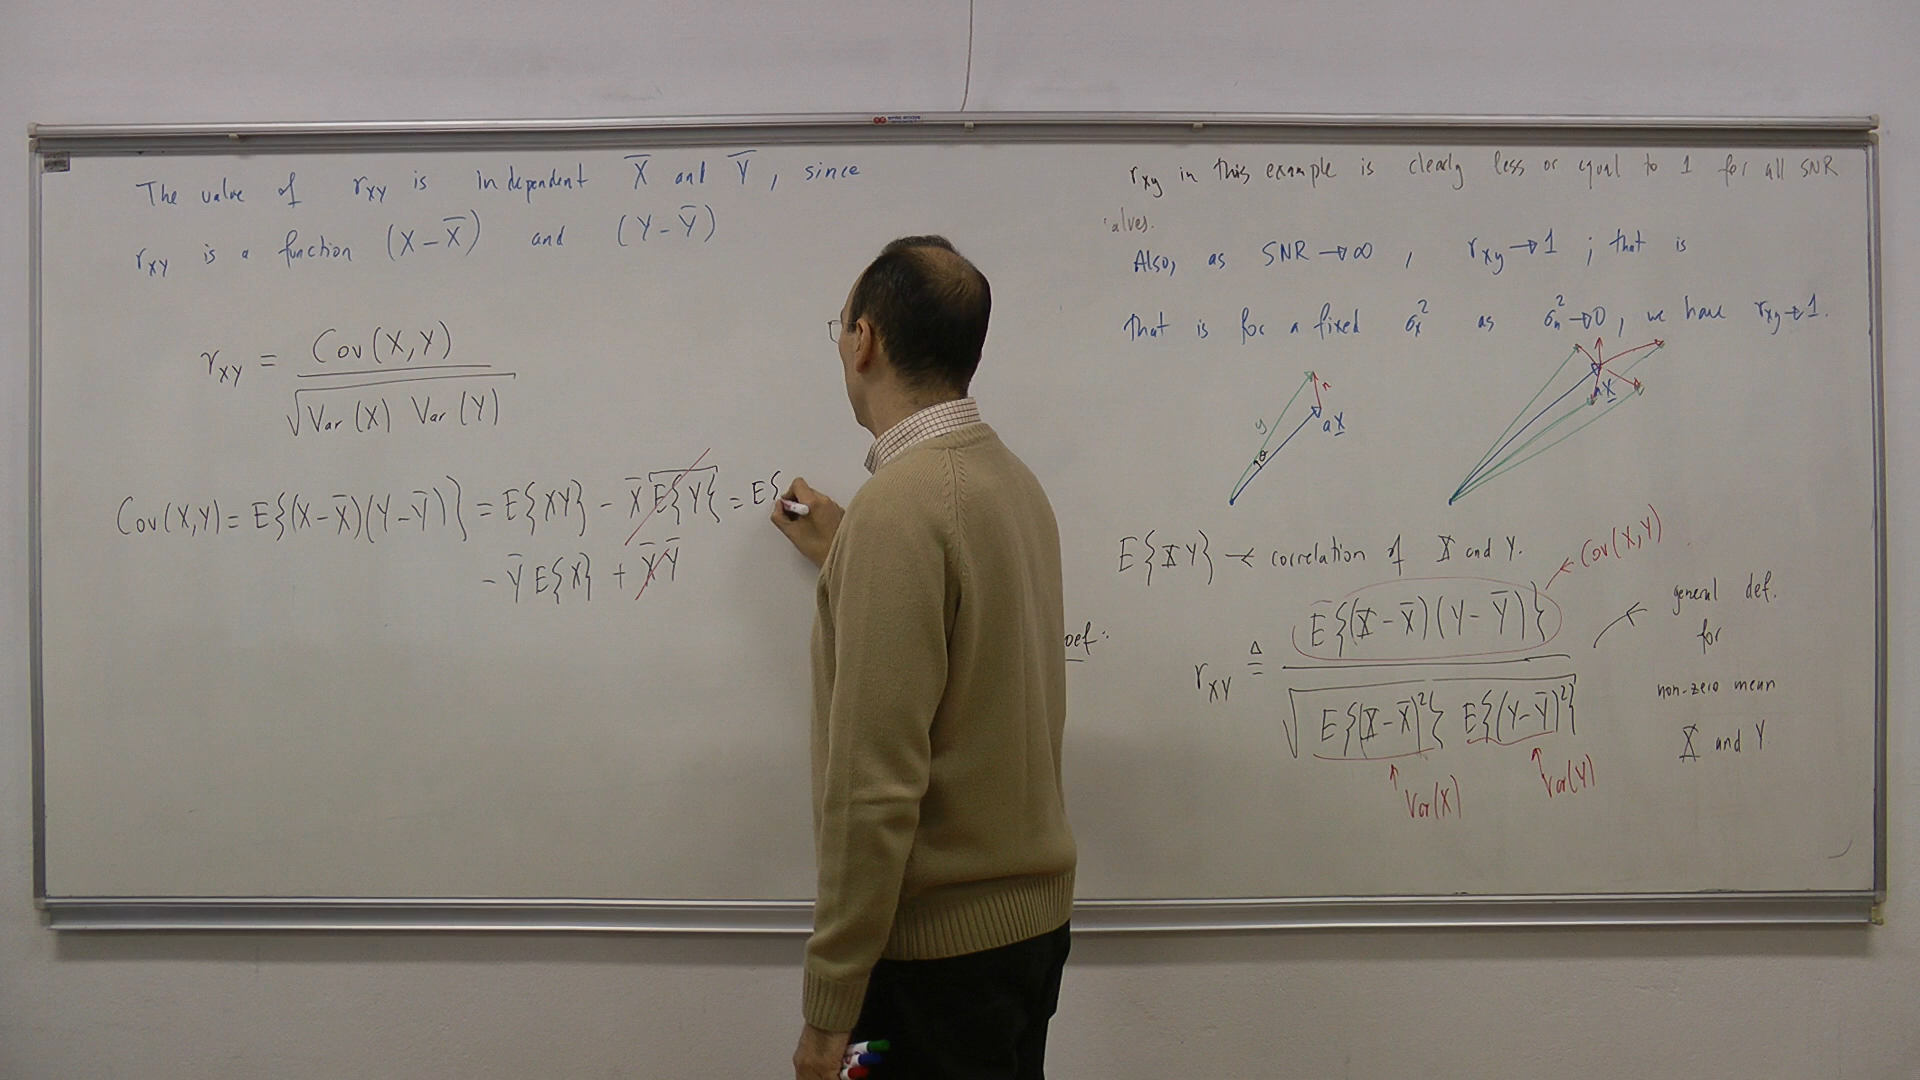 The value of r_XY is independent X̄ and Ȳ, since
r_XY is a function (X-X̄) and (Y-Ȳ)
r_XY = Cov(X,Y) / √(Var(X) Var(Y))
Cov(X,Y) = E{(X-X̄)(Y-Ȳ)} = E{XY} - X̄ E{Y} = E{
- Ȳ E{X} + X̄ Ȳ
r_xy in this example is clearly less or equal to 1 for all SNR
alves.
Also, as SNR → ∞, r_xy → 1 ; that is
that is for a fixed σ_x² as σ_n² → 0, we have r_xy → 1.
y θ n a X
a X
E{XY} ← correlation of X and Y.
← Cov(X,Y)
oef:
r_XY ≜ E{(X-X̄)(Y-Ȳ)} / √(E{(X-X̄)²} E{(Y-Ȳ)²})
↑ Var(X)
↑ Var(Y)
← general def.
for
non-zero mean
X and Y